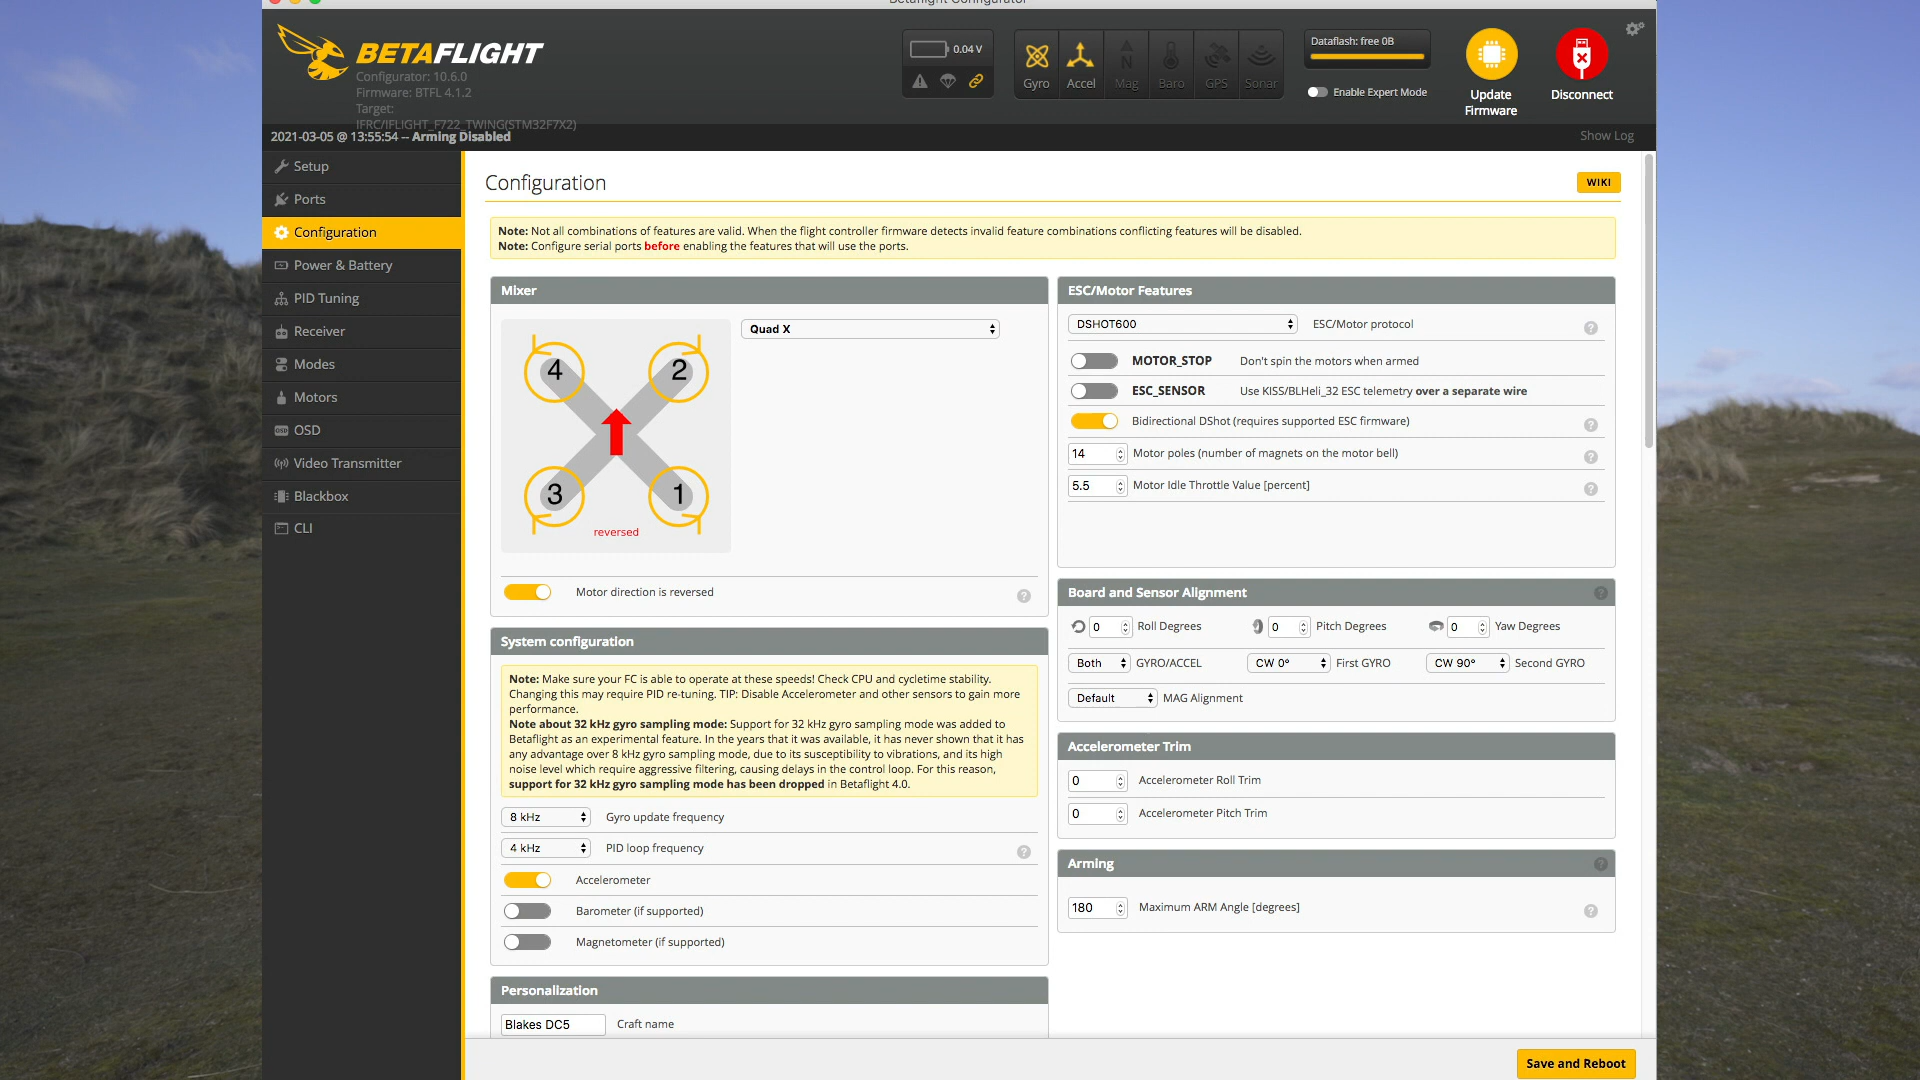 Betaflight Configurator
BETAFLIGHT
Configurator: 10.6.0
Firmware: BTFL 4.1.2
Target:
IFRC/IFLIGHT_F722_TWING(STM32F7X2)
0.04 V
Gyro
Accel
Mag
Baro
GPS
Sonar
Dataflash: free 0B
Enable Expert Mode
Update
Firmware
Disconnect
2021-03-05 @ 13:55:54 -- Arming Disabled
Show Log
Setup
Ports
Configuration
Power & Battery
PID Tuning
Receiver
Modes
Motors
OSD
Video Transmitter
Blackbox
CLI
Configuration
WIKI
Note: Not all combinations of features are valid. When the flight controller firmware detects invalid feature combinations conflicting features will be disabled.
Note: Configure serial ports before enabling the features that will use the ports.
Mixer
Quad X
4
2
3
1
reversed
Motor direction is reversed
System configuration
Note: Make sure your FC is able to operate at these speeds! Check CPU and cycletime stability.
Changing this may require PID re-tuning. TIP: Disable Accelerometer and other sensors to gain more
performance.
Note about 32 kHz gyro sampling mode: Support for 32 kHz gyro sampling mode was added to
Betaflight as an experimental feature. In the years that it was available, it has never shown that it has
any advantage over 8 kHz gyro sampling mode, due to its susceptibility to vibrations, and its high
noise level which require aggressive filtering, causing delays in the control loop. For this reason,
support for 32 kHz gyro sampling mode has been dropped in Betaflight 4.0.
8 kHz Gyro update frequency
4 kHz PID loop frequency
Accelerometer
Barometer (if supported)
Magnetometer (if supported)
Personalization
Blakes DC5 Craft name
ESC/Motor Features
DSHOT600 ESC/Motor protocol
MOTOR_STOP Don't spin the motors when armed
ESC_SENSOR Use KISS/BLHeli_32 ESC telemetry over a separate wire
Bidirectional DShot (requires supported ESC firmware)
14 Motor poles (number of magnets on the motor bell)
5.5 Motor Idle Throttle Value [percent]
Board and Sensor Alignment
0 Roll Degrees 0 Pitch Degrees 0 Yaw Degrees
Both GYRO/ACCEL CW 0° First GYRO CW 90° Second GYRO
Default MAG Alignment
Accelerometer Trim
0 Accelerometer Roll Trim
0 Accelerometer Pitch Trim
Arming
180 Maximum ARM Angle [degrees]
Save and Reboot